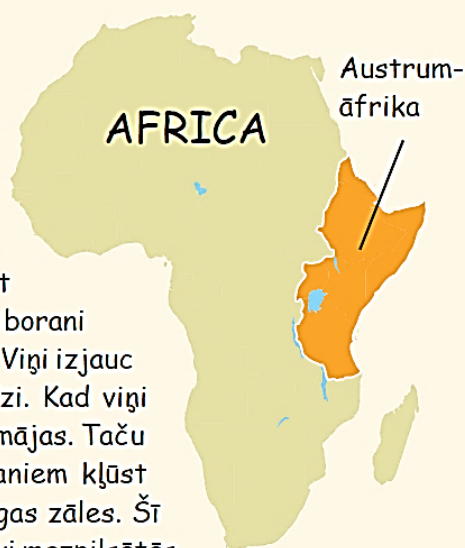 Austrum-
āfrika
AFRICA
t
borani
Viņi izjauc
zi. Kad viņi
mājas. Taču
aniem kļūst
gas zāles. Šī